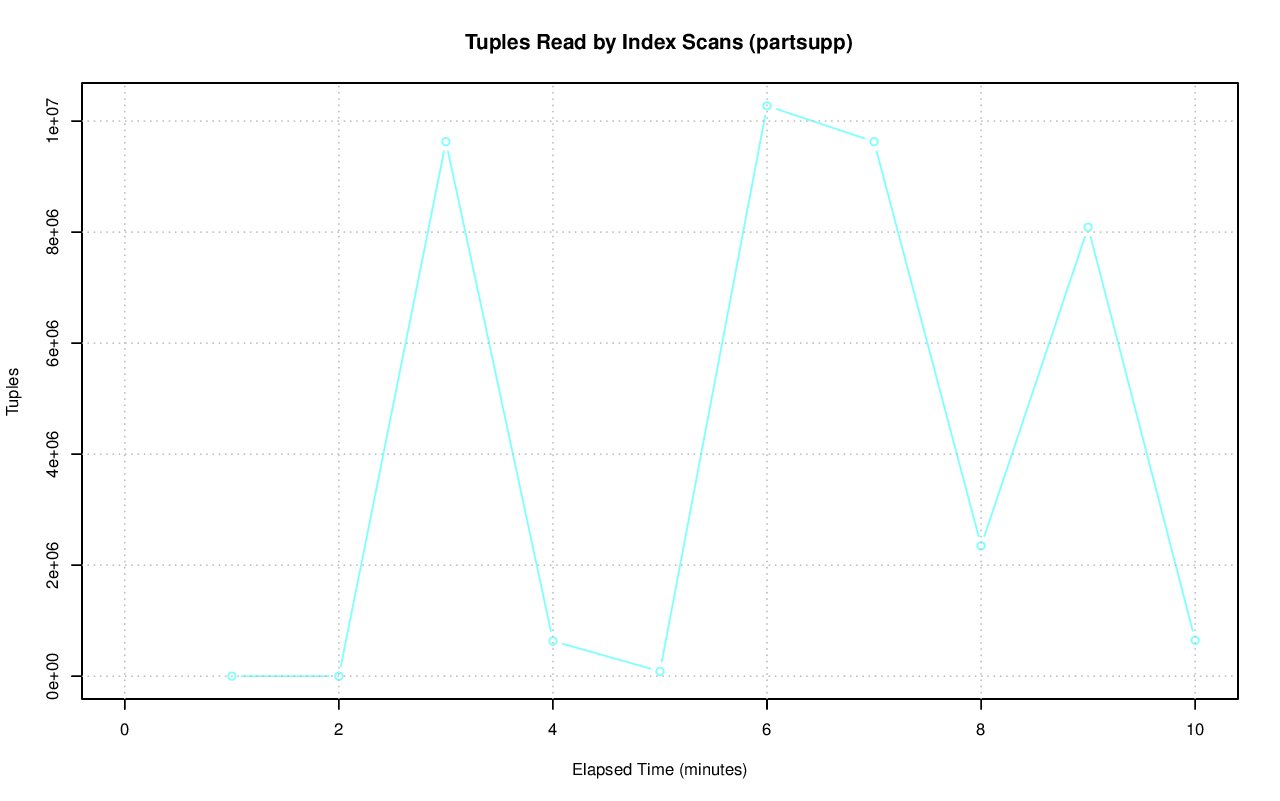 Tuples Read by Index Scans (partsupp)
1e+07
8e+06
6e+06
4e+06
2e+06
0e+00
Tuples
0 2 4 6 8 10
Elapsed Time (minutes)